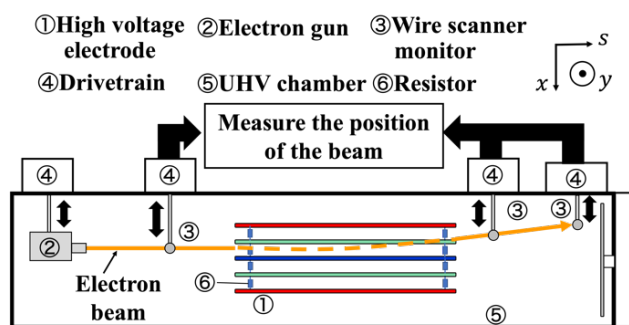 ①High voltage electrode
②Electron gun
③Wire scanner monitor
④Drivetrain
⑤UHV chamber
⑥Resistor
s
x
y
Measure the position
of the beam
④
④
④
④
②
③
③
③
Electron
beam
⑥
①
⑤